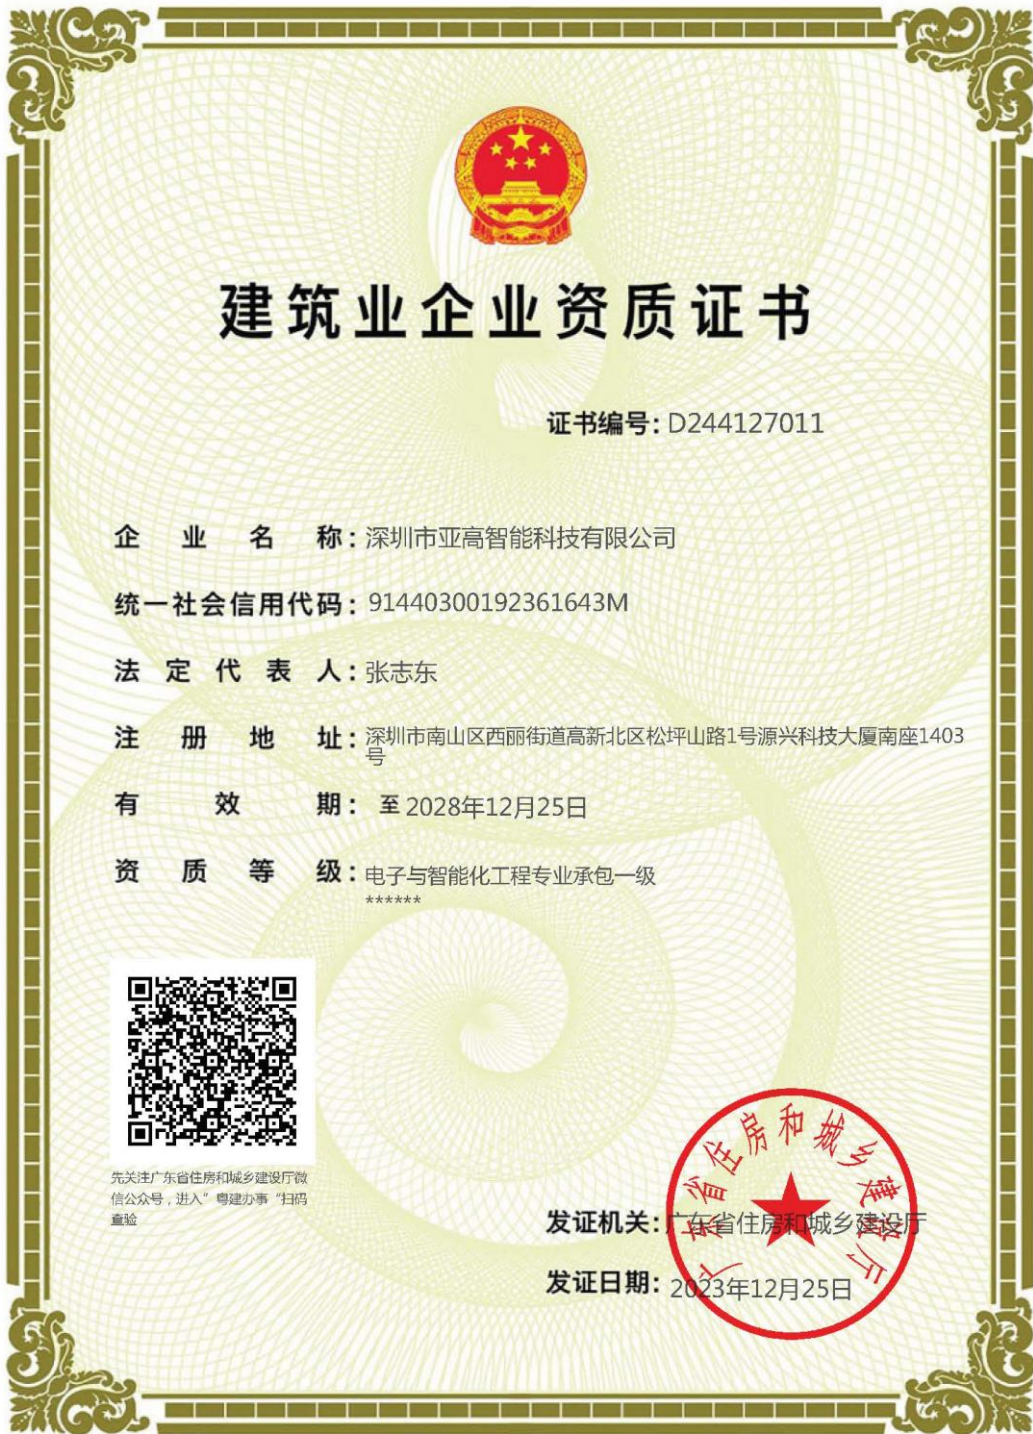 建筑业企业资质证书
证书编号：D244127011
企业名称：深圳市亚高智能科技有限公司
统一社会信用代码：91440300192361643M
法定代表人：张志东
注册地址：深圳市南山区西丽街道高新北区松坪山路1号源兴科技大厦南座1403
号
有效期：至2028年12月25日
资质等级：电子与智能化工程专业承包一级
******
先关注广东省住房和城乡建设厅微
信公众号，进入"粤建办事"扫码
查验
广东省住房和城乡建设厅
发证机关：广东省住房和城乡建设厅
发证日期：2023年12月25日